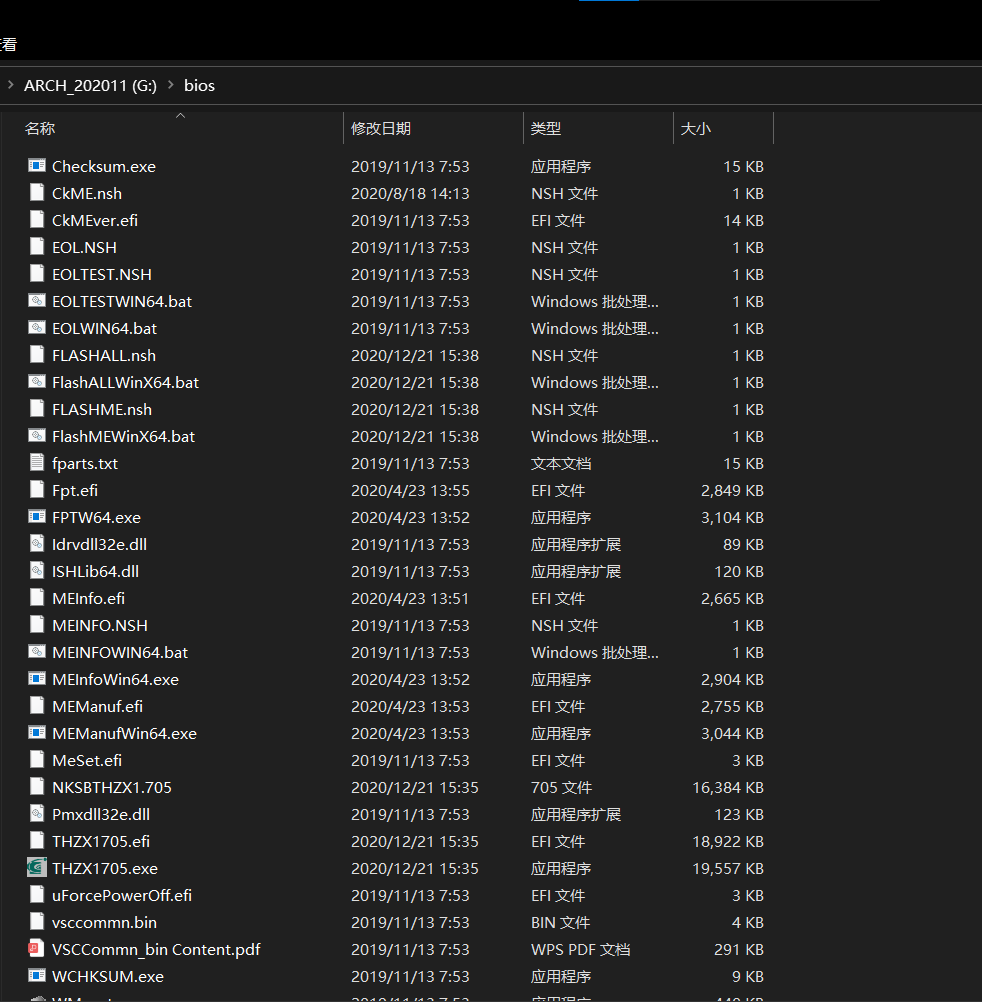 看
ARCH_202011 (G:) bios
名称 修改日期 类型 大小
Checksum.exe 2019/11/13 7:53 应用程序 15 KB
CkME.nsh 2020/8/18 14:13 NSH 文件 1 KB
CkMEver.efi 2019/11/13 7:53 EFI 文件 14 KB
EOL.NSH 2019/11/13 7:53 NSH 文件 1 KB
EOLTEST.NSH 2019/11/13 7:53 NSH 文件 1 KB
EOLTESTWIN64.bat 2019/11/13 7:53 Windows 批处理... 1 KB
EOLWIN64.bat 2019/11/13 7:53 Windows 批处理... 1 KB
FLASHALL.nsh 2020/12/21 15:38 NSH 文件 1 KB
FlashALLWinX64.bat 2020/12/21 15:38 Windows 批处理... 1 KB
FLASHME.nsh 2020/12/21 15:38 NSH 文件 1 KB
FlashMEWinX64.bat 2020/12/21 15:38 Windows 批处理... 1 KB
fparts.txt 2019/11/13 7:53 文本文档 15 KB
Fpt.efi 2020/4/23 13:55 EFI 文件 2,849 KB
FPTW64.exe 2020/4/23 13:52 应用程序 3,104 KB
Idrvdll32e.dll 2019/11/13 7:53 应用程序扩展 89 KB
ISHLib64.dll 2019/11/13 7:53 应用程序扩展 120 KB
MEInfo.efi 2020/4/23 13:51 EFI 文件 2,665 KB
MEINFO.NSH 2019/11/13 7:53 NSH 文件 1 KB
MEINFOWIN64.bat 2019/11/13 7:53 Windows 批处理... 1 KB
MEInfoWin64.exe 2020/4/23 13:52 应用程序 2,904 KB
MEManuf.efi 2020/4/23 13:53 EFI 文件 2,755 KB
MEManufWin64.exe 2020/4/23 13:53 应用程序 3,044 KB
MeSet.efi 2019/11/13 7:53 EFI 文件 3 KB
NKSBTHZX1.705 2020/12/21 15:35 705 文件 16,384 KB
Pmxdll32e.dll 2019/11/13 7:53 应用程序扩展 123 KB
THZX1705.efi 2020/12/21 15:35 EFI 文件 18,922 KB
THZX1705.exe 2020/12/21 15:35 应用程序 19,557 KB
uForcePowerOff.efi 2019/11/13 7:53 EFI 文件 3 KB
vsccommn.bin 2019/11/13 7:53 BIN 文件 4 KB
VSCCommn_bin Content.pdf 2019/11/13 7:53 WPS PDF 文档 291 KB
WCHKSUM.exe 2019/11/13 7:53 应用程序 9 KB